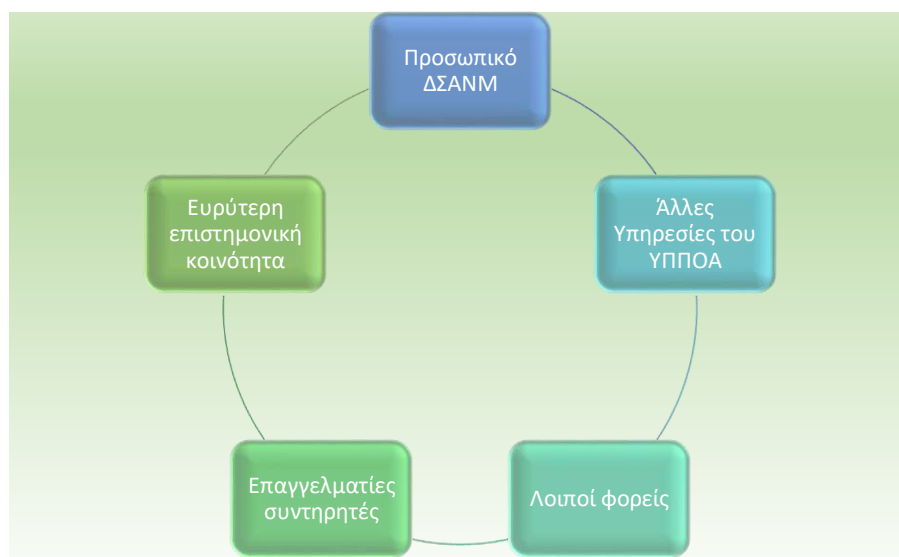 Προσωπικό
ΔΣΑΝΜ
Άλλες
Υπηρεσίες του
ΥΠΠΟΑ
Λοιποί φορείς
Επαγγελματίες
συντηρητές
Ευρύτερη
επιστημονική
κοινότητα